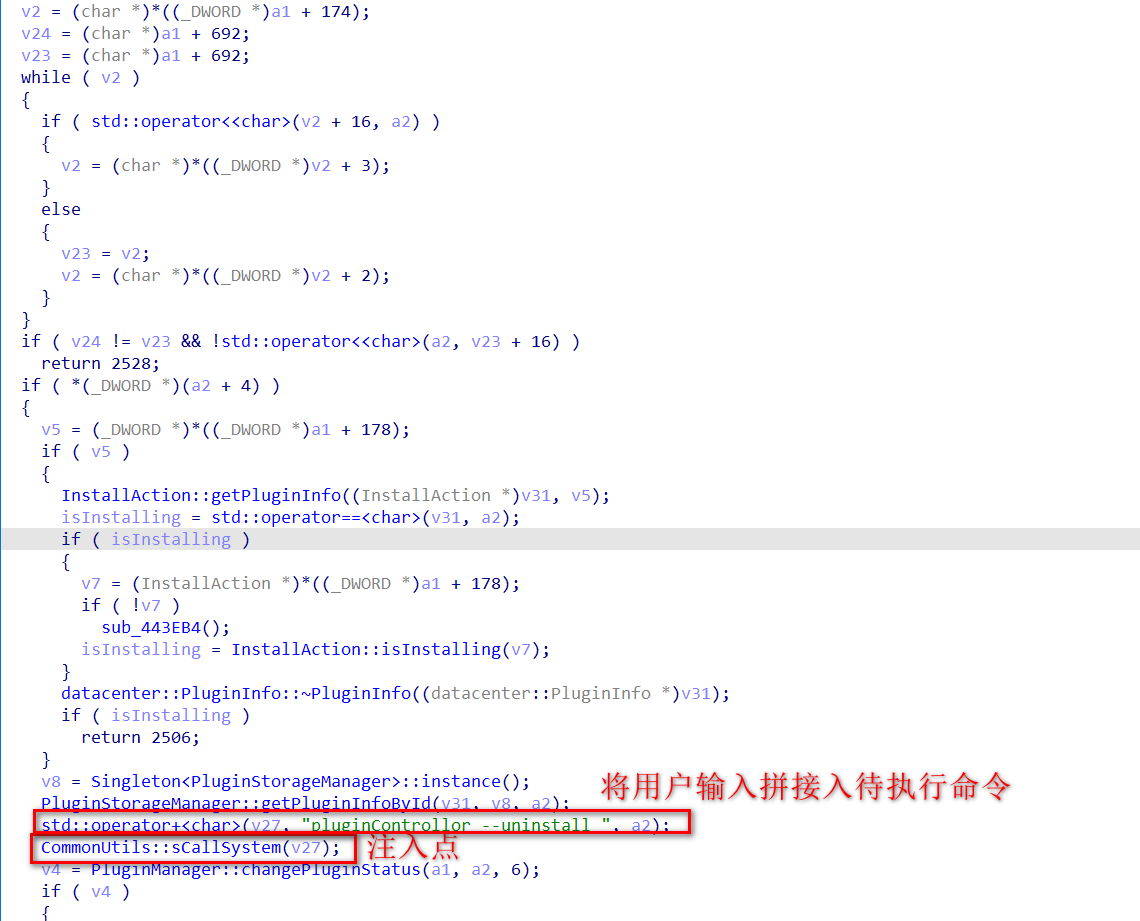 v2 = (char *)*((_DWORD *)a1 + 174);
v24 = (char *)a1 + 692;
v23 = (char *)a1 + 692;
while ( v2 )
{
if ( std::operator<<char>(v2 + 16, a2) )
{
v2 = (char *)*((_DWORD *)v2 + 3);
}
else
{
v23 = v2;
v2 = (char *)*((_DWORD *)v2 + 2);
}
}
if ( v24 != v23 && !std::operator<<char>(a2, v23 + 16) )
return 2528;
if ( *(_DWORD *)(a2 + 4) )
{
v5 = (_DWORD *)*((_DWORD *)a1 + 178);
if ( v5 )
{
InstallAction::getPluginInfo((InstallAction *)v31, v5);
isInstalling = std::operator==<char>(v31, a2);
if ( isInstalling )
{
v7 = (InstallAction *)*((_DWORD *)a1 + 178);
if ( !v7 )
sub_443EB4();
isInstalling = InstallAction::isInstalling(v7);
}
datacenter::PluginInfo::~PluginInfo((datacenter::PluginInfo *)v31);
if ( isInstalling )
return 2506;
}
v8 = Singleton<PluginStorageManager>::instance();
将用户输入拼接入待执行命令
PluginStorageManager::getPluginInfoById(v31, v8, a2);
std::operator+<char>(v27, "pluginControllor --uninstall ", a2);
CommonUtils::sCallSystem(v27);
注入点
v4 = PluginManager::changePluginStatus(a1, a2, 6);
if ( v4 )
{